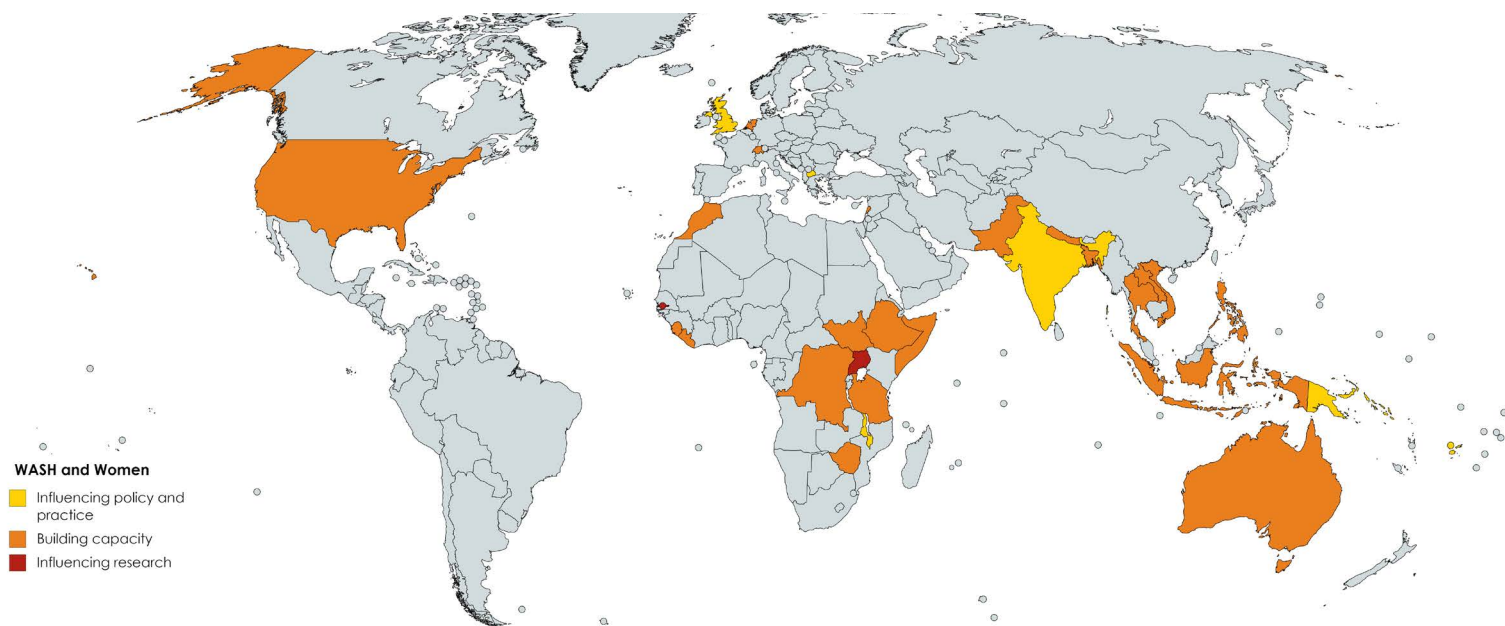 WASH and Women
Influencing policy and
practice
Building capacity
Influencing research